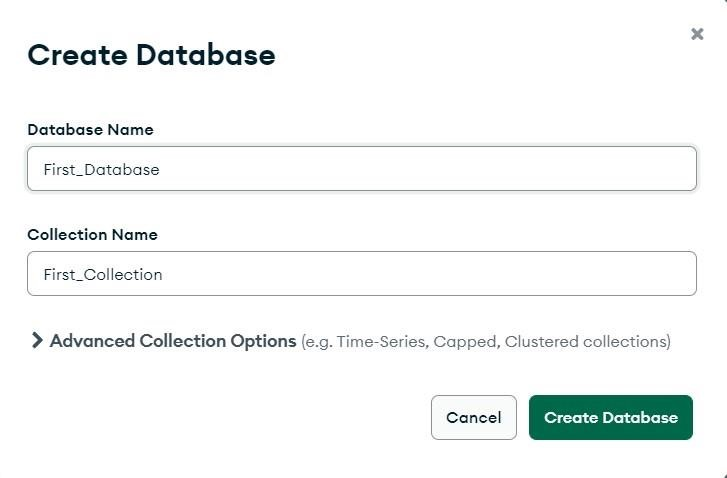 Create Database
Database Name
First_Database
Collection Name
First_Collection
Advanced Collection Options (e.g. Time-Series, Capped, Clustered collections)
Cancel Create Database